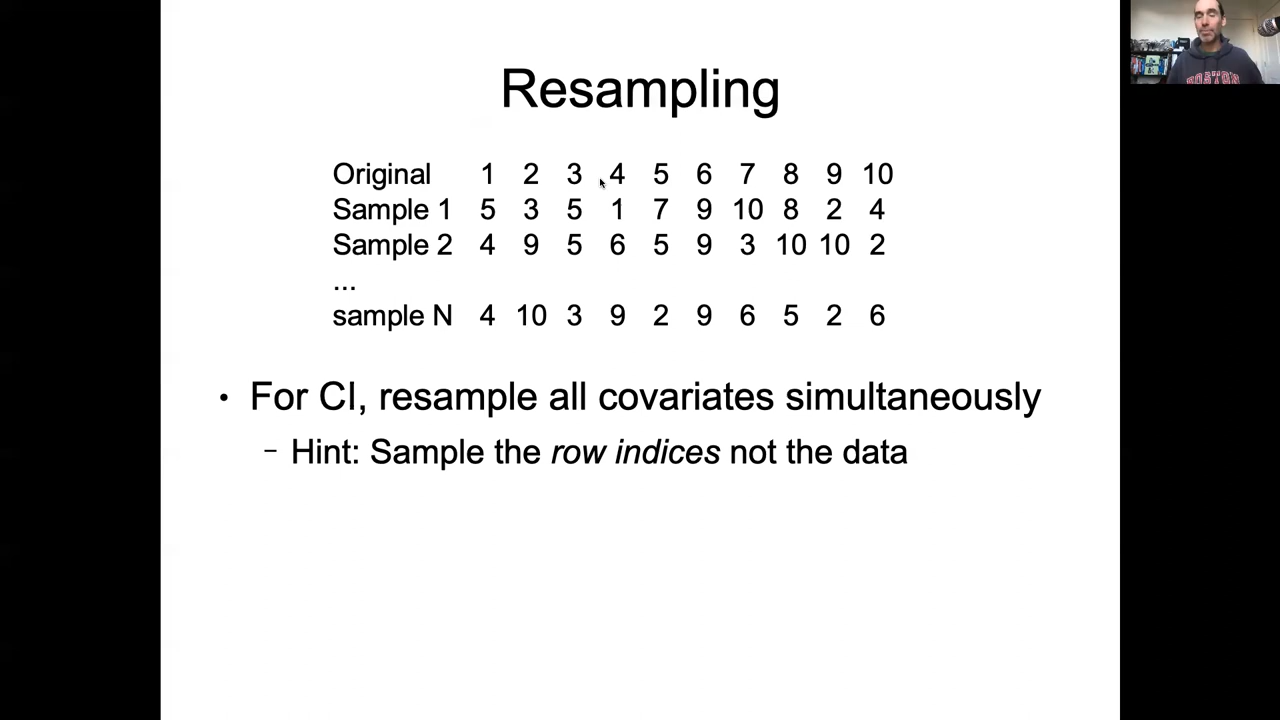 Resampling
Original 1 2 3 4 5 6 7 8 9 10
Sample 1 5 3 5 1 7 9 10 8 2 4
Sample 2 4 9 5 6 5 9 3 10 10 2
...
sample N 4 10 3 9 2 9 6 5 2 6
• For CI, resample all covariates simultaneously
– Hint: Sample the row indices not the data
BOSTON